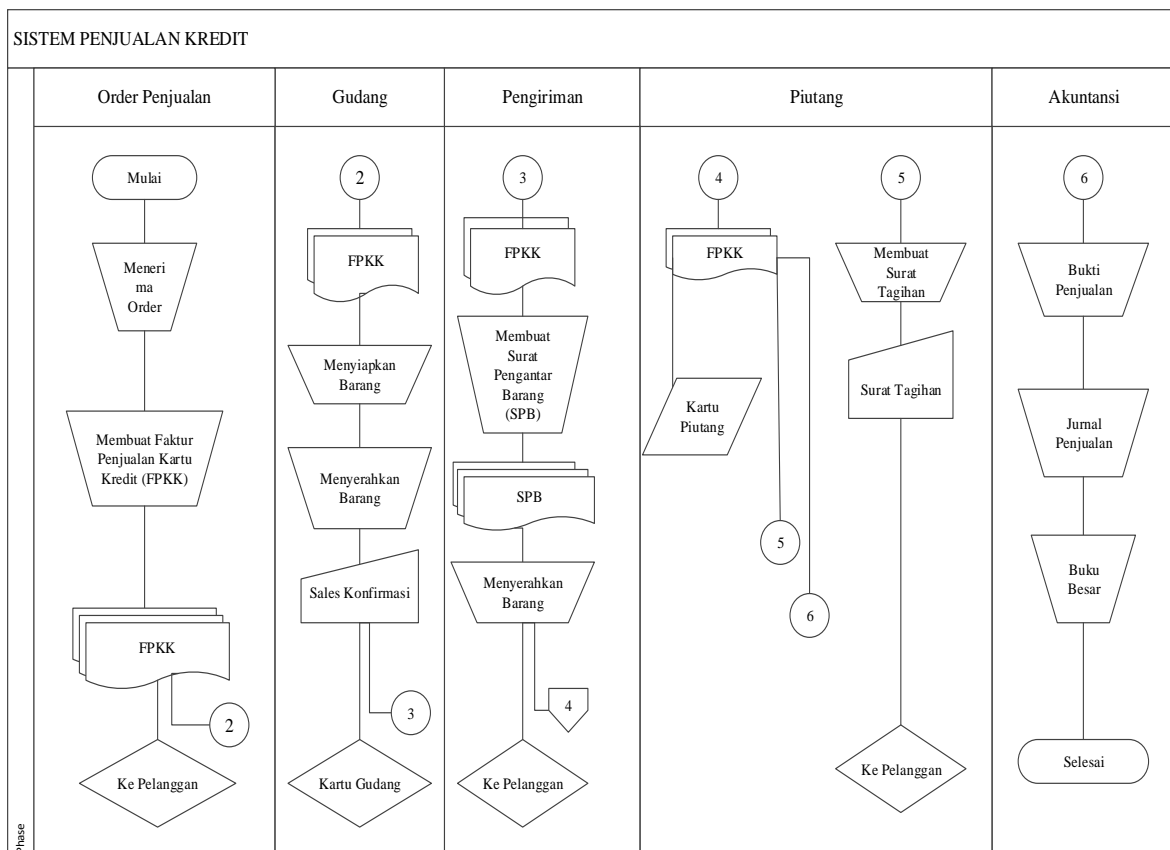 SISTEM PENJUALAN KREDIT
Order Penjualan
Gudang
Pengiriman
Piutang
Akuntansi
Mulai
Meneri
ma
Order
Membuat Faktur
Penjualan Kartu
Kredit (FPKK)
FPKK
2
Ke Pelanggan
2
FPKK
Menyiapkan
Barang
Menyerahkan
Barang
Sales Konfirmasi
3
Kartu Gudang
3
FPKK
Membuat
Surat
Pengantar
Barang
(SPB)
SPB
Menyerahkan
Barang
4
Ke Pelanggan
4
FPKK
Kartu
Piutang
5
6
5
Membuat
Surat
Tagihan
Surat Tagihan
Ke Pelanggan
6
Bukti
Penjualan
Jurnal
Penjualan
Buku
Besar
Selesai
Phase